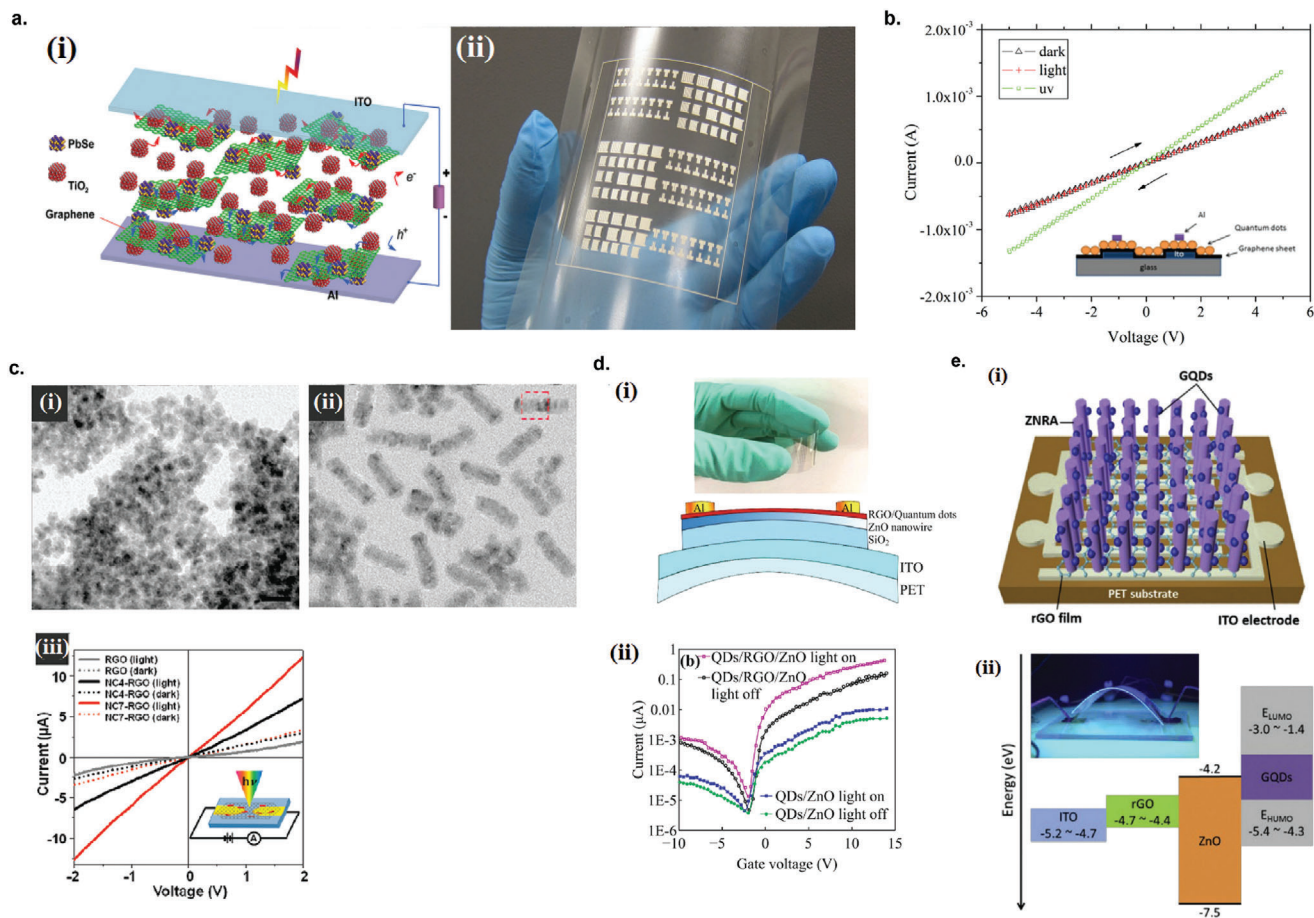 a.
(i)
ITO
PbSe
TiO2
Graphene
e-
h+
+
-
Al
(ii)
b.
2.0x10-3
1.0x10-3
0.0
-1.0x10-3
-2.0x10-3
Current (A)
dark
light
uv
Al
Quantum dots
Graphene sheet
ito
glass
-6 -4 -2 0 2 4 6
Voltage (V)
c.
(i)
(ii)
(iii)
RGO (light)
RGO (dark)
NC4-RGO (light)
NC4-RGO (dark)
NC7-RGO (light)
NC7-RGO (dark)
10
5
0
-5
-10
Current (µA)
hν
A
-2 -1 0 1 2
Voltage (V)
d.
(i)
Al
Al
RGO/Quantum dots
ZnO nanowire
SiO2
ITO
PET
(ii)
(b)
QDs/RGO/ZnO light on
QDs/RGO/ZnO
light off
QDs/ZnO light on
QDs/ZnO light off
1
0.1
0.01
1E-3
1E-4
1E-5
1E-6
Current (µA)
-10 -5 0 5 10 15
Gate voltage (V)
e.
(i)
GQDs
ZNRA
PET substrate
rGO film
ITO electrode
(ii)
Energy (eV)
ITO
-5.2 ~ -4.7
rGO
-4.7 ~ -4.4
-4.2
ZnO
-7.5
ELUMO
-3.0 ~ -1.4
GQDs
EHUMO
-5.4 ~ -4.3